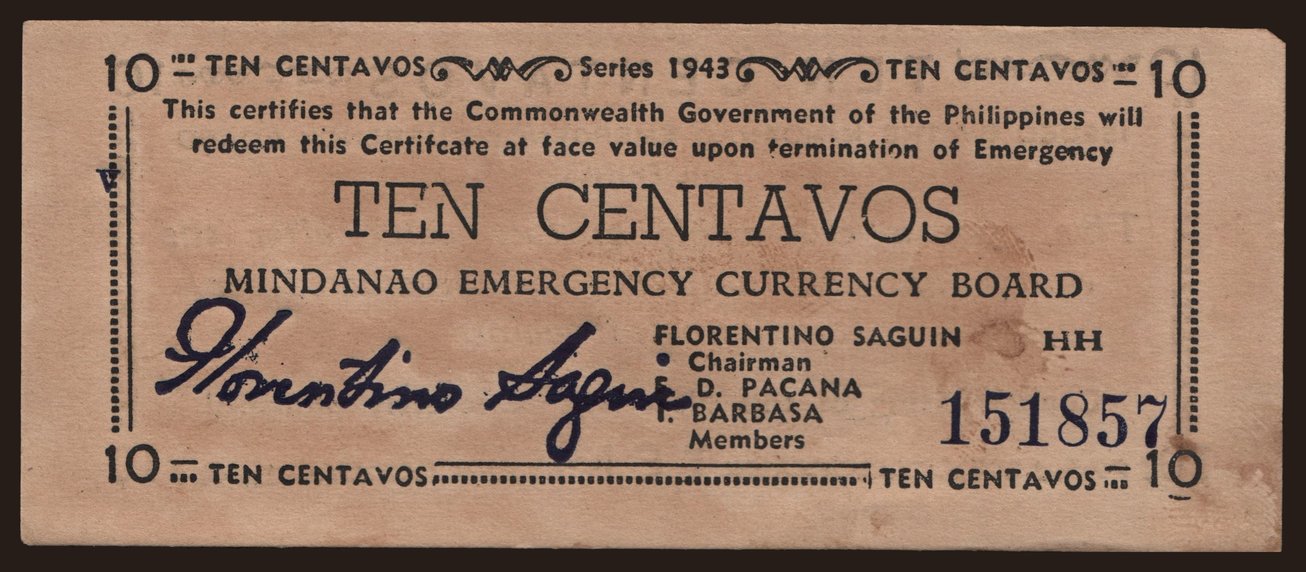 10 TEN CENTAVOS Series 1943 TEN CENTAVOS 10
This certifies that the Commonwealth Government of the Philippines will
redeem this Certifcate at face value upon termination of Emergency
TEN CENTAVOS
MINDANAO EMERGENCY CURRENCY BOARD
Florentino Saguin
FLORENTINO SAGUIN
Chairman
D. PACANA
BARBASA
Members
HH
151857
10 TEN CENTAVOS TEN CENTAVOS 10